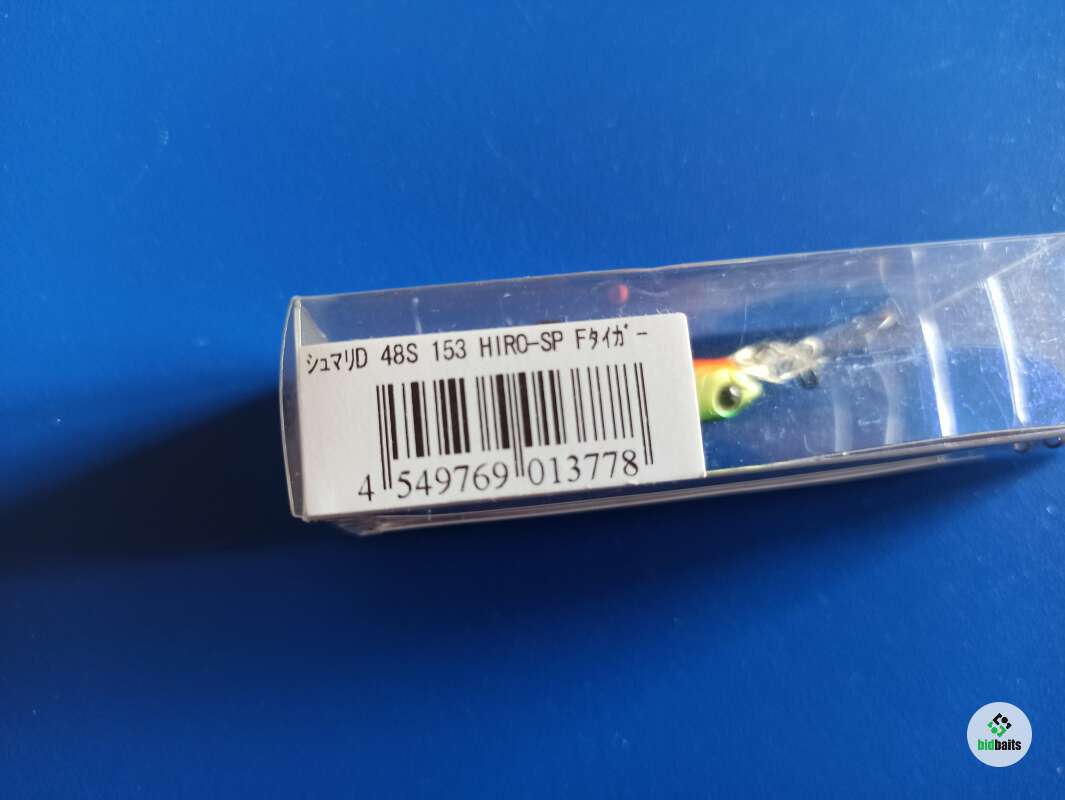 ｼｭﾏﾘD 48S 153 HIRO-SP Fﾀｲｶﾞｰ
4 549769 013778
bidbaits